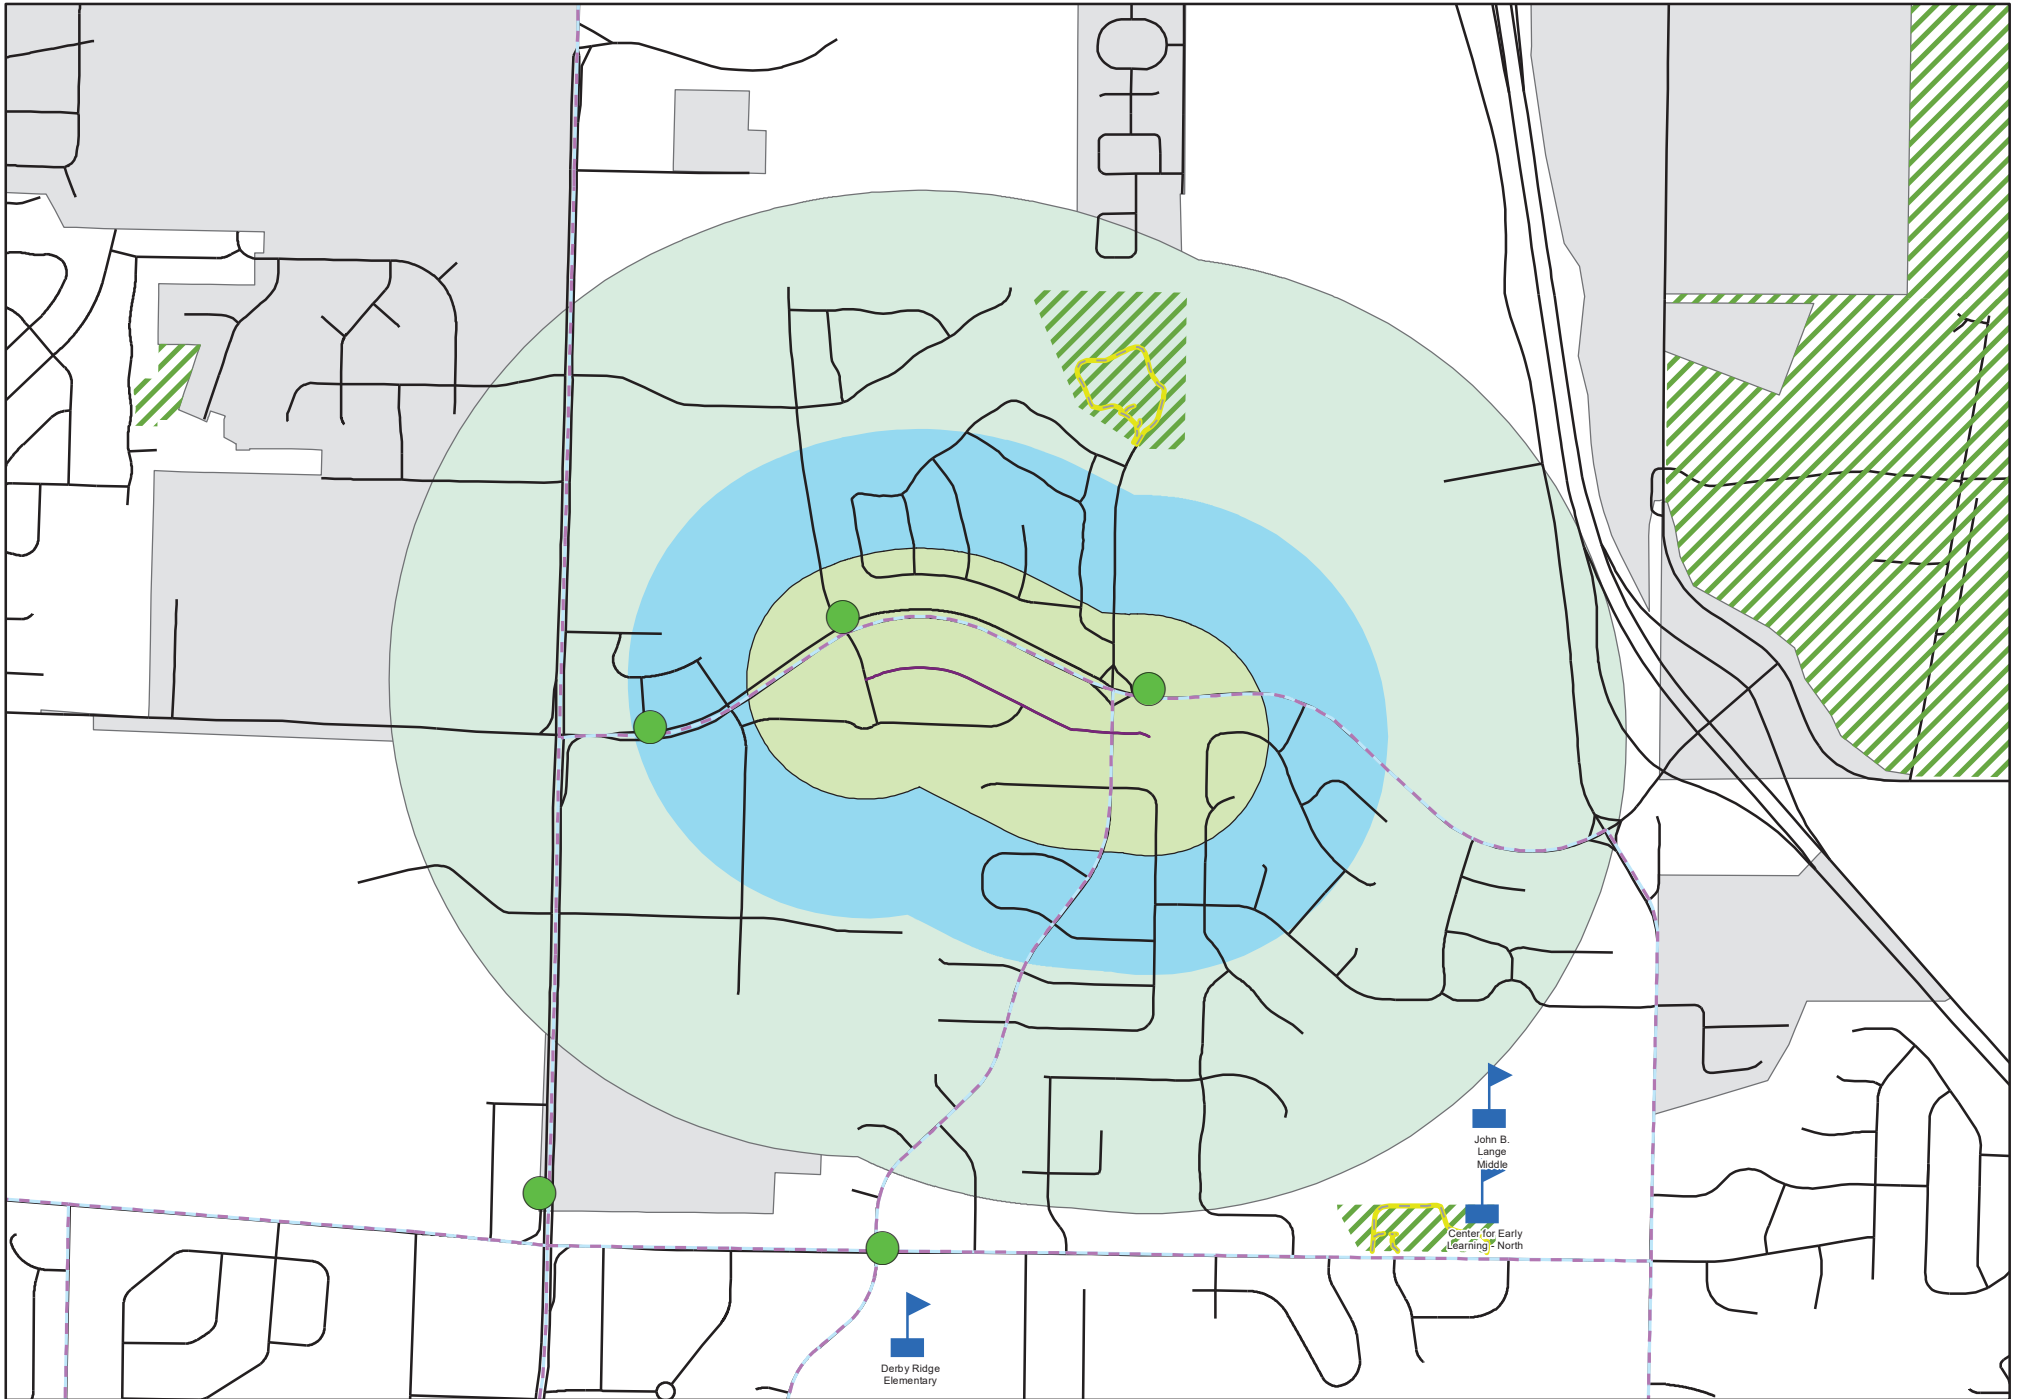 John B.
Lange
Middle
Center for Early
Learning - North
Derby Ridge
Elementary